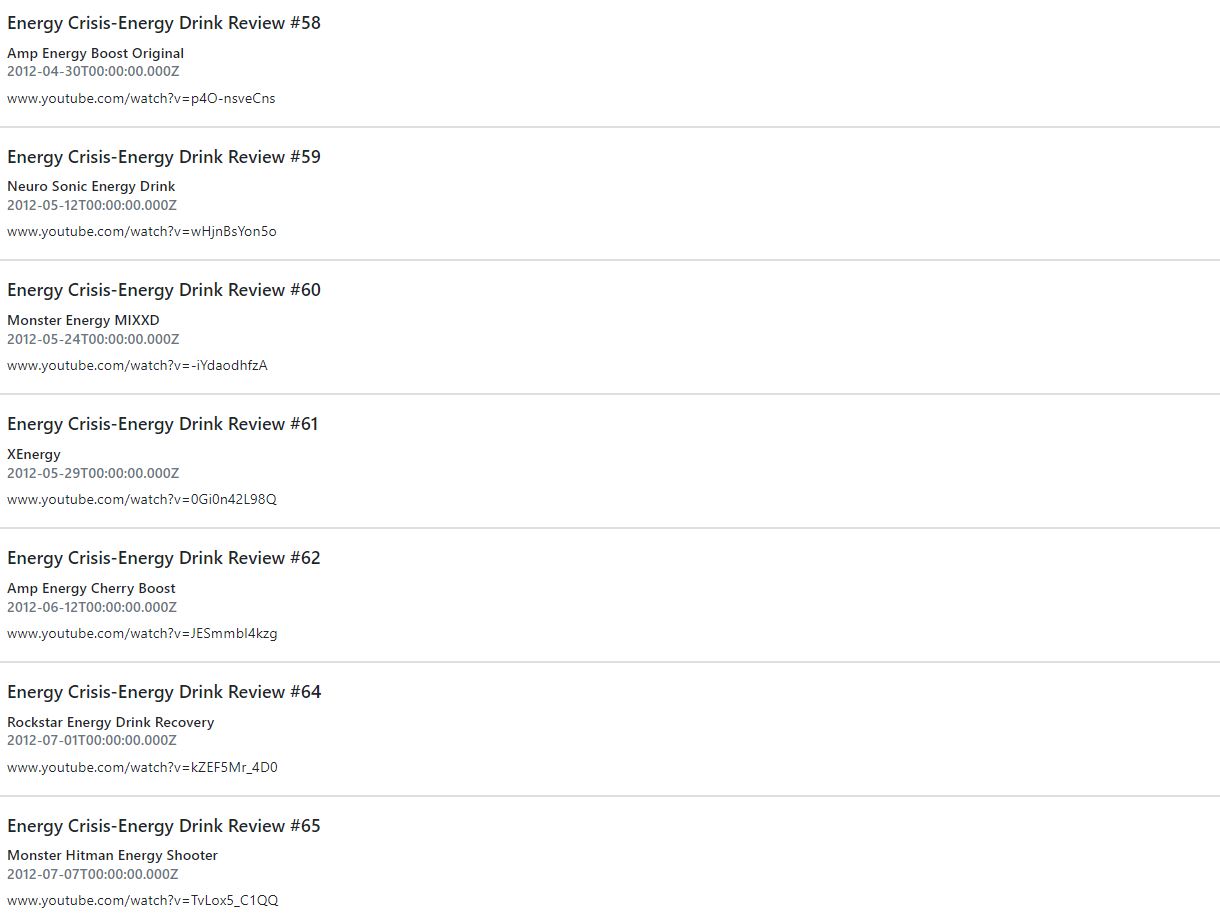 Energy Crisis-Energy Drink Review #58
Amp Energy Boost Original
2012-04-30T00:00:00.000Z
www.youtube.com/watch?v=p4O-nsveCns
Energy Crisis-Energy Drink Review #59
Neuro Sonic Energy Drink
2012-05-12T00:00:00.000Z
www.youtube.com/watch?v=wHjnBsYon5o
Energy Crisis-Energy Drink Review #60
Monster Energy MIXXD
2012-05-24T00:00:00.000Z
www.youtube.com/watch?v=-iYdaodhfzA
Energy Crisis-Energy Drink Review #61
XEnergy
2012-05-29T00:00:00.000Z
www.youtube.com/watch?v=0Gi0n42L98Q
Energy Crisis-Energy Drink Review #62
Amp Energy Cherry Boost
2012-06-12T00:00:00.000Z
www.youtube.com/watch?v=JESmmbI4kzg
Energy Crisis-Energy Drink Review #64
Rockstar Energy Drink Recovery
2012-07-01T00:00:00.000Z
www.youtube.com/watch?v=kZEF5Mr_4D0
Energy Crisis-Energy Drink Review #65
Monster Hitman Energy Shooter
2012-07-07T00:00:00.000Z
www.youtube.com/watch?v=TvLox5_C1QQ